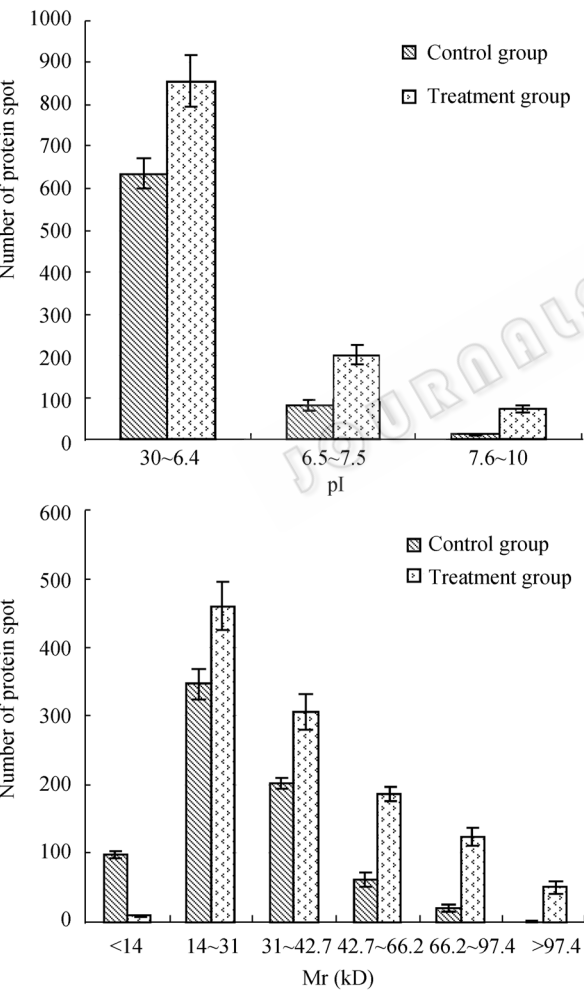 1000
900
800
700
600
500
400
300
200
100
0
Number of protein spot
Control group
Treatment group
30~6.4 6.5~7.5 7.6~10
pI
JOURNALS
600
500
400
300
200
100
0
Number of protein spot
Control group
Treatment group
<14 14~31 31~42.7 42.7~66.2 66.2~97.4 >97.4
Mr (kD)